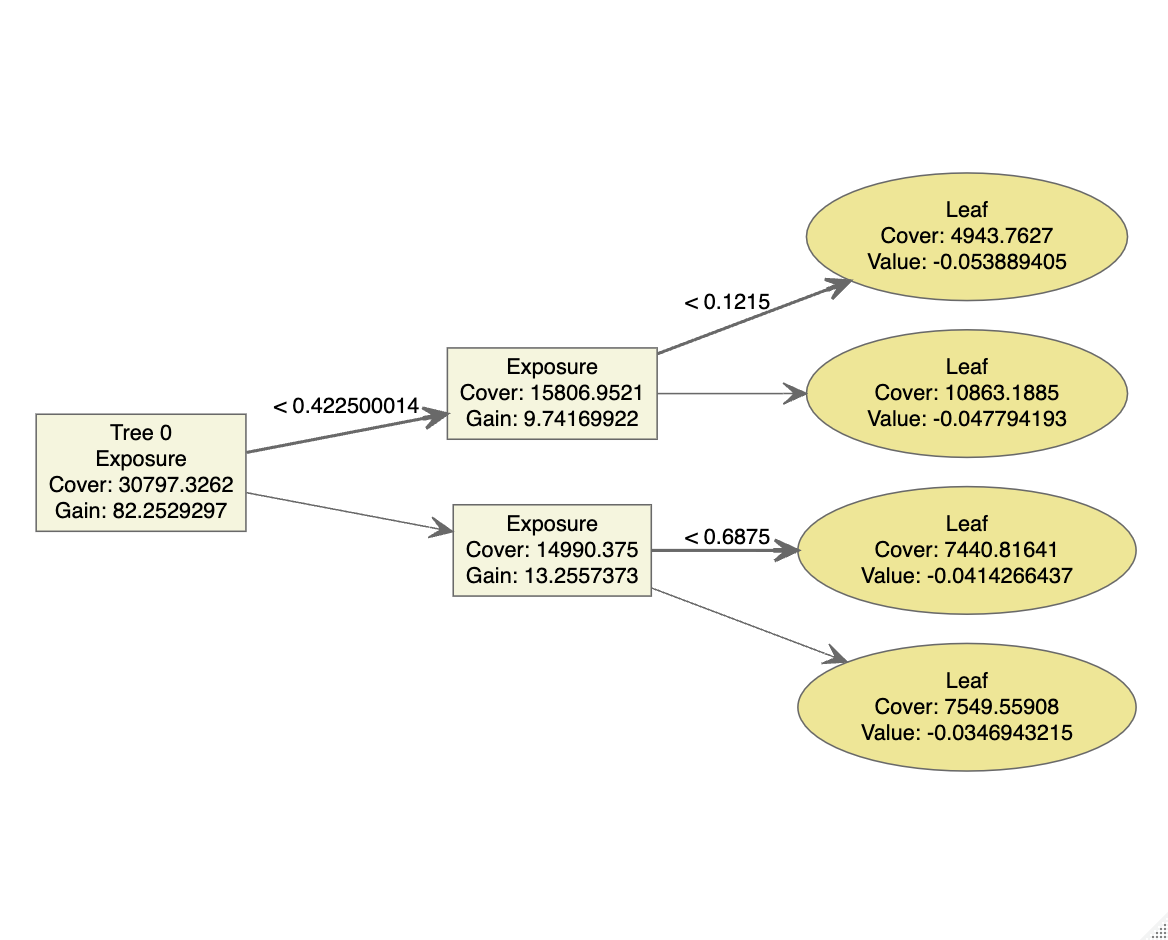 Tree 0
Exposure
Cover: 30797.3262
Gain: 82.2529297
< 0.422500014
Exposure
Cover: 15806.9521
Gain: 9.74169922
< 0.1215
Leaf
Cover: 4943.7627
Value: -0.053889405
Leaf
Cover: 10863.1885
Value: -0.047794193
Exposure
Cover: 14990.375
Gain: 13.2557373
< 0.6875
Leaf
Cover: 7440.81641
Value: -0.0414266437
Leaf
Cover: 7549.55908
Value: -0.0346943215